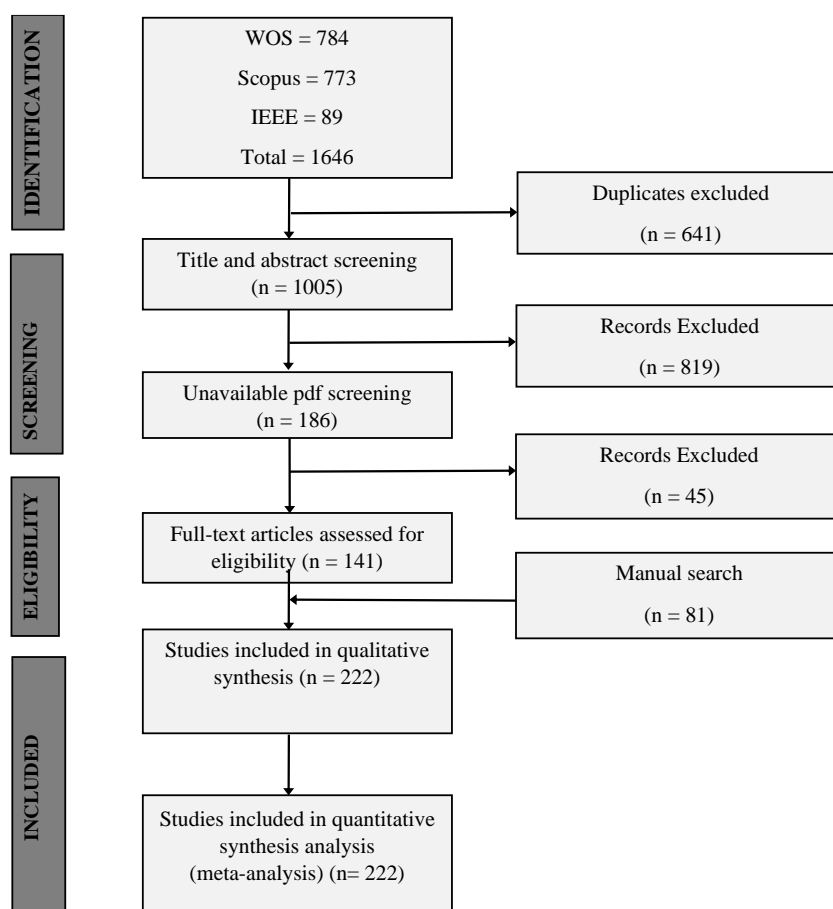 IDENTIFICATION
WOS = 784
Scopus = 773
IEEE = 89
Total = 1646
Duplicates excluded
(n = 641)
SCREENING
Title and abstract screening
(n = 1005)
Records Excluded
(n = 819)
Unavailable pdf screening
(n = 186)
Records Excluded
(n = 45)
ELIGIBILITY
Full-text articles assessed for
eligibility (n = 141)
Manual search
(n = 81)
INCLUDED
Studies included in qualitative
synthesis (n = 222)
Studies included in quantitative
synthesis analysis
(meta-analysis) (n= 222)